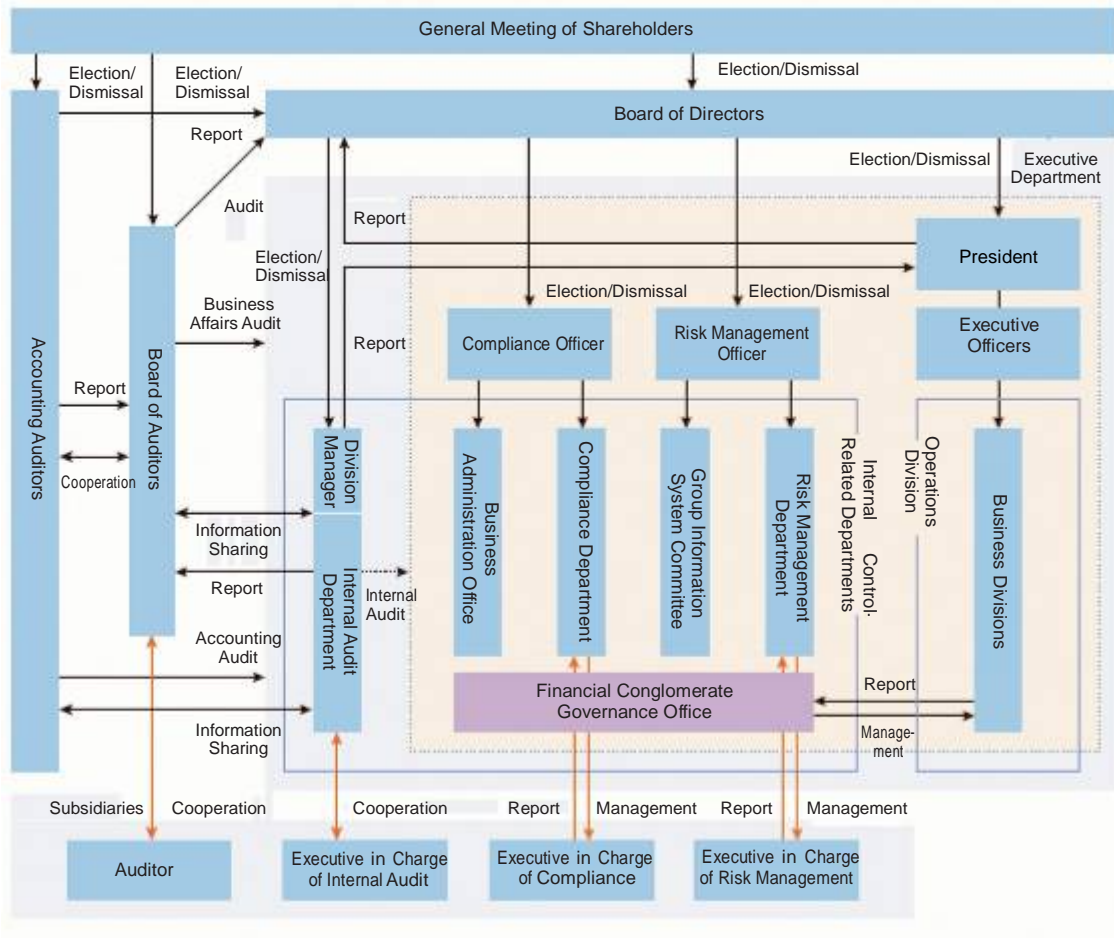 General Meeting of Shareholders
Election/
Dismissal
Election/
Dismissal
Election/Dismissal
Board of Directors
Report
Audit
Election/Dismissal
Executive
Department
Report
President
Election/
Dismissal
Election/Dismissal
Election/Dismissal
Business
Affairs Audit
Report
Compliance Officer
Risk Management
Officer
Executive
Officers
Accounting Auditors
Board of Auditors
Report
Cooperation
Division
Manager
Business
Administration Office
Compliance Department
Group Information
System Committee
Risk Management
Department
Internal Control-
Related Departments
Operations
Division
Business Divisions
Information
Sharing
Report
Internal Audit
Department
Internal
Audit
Accounting
Audit
Information
Sharing
Financial Conglomerate
Governance Office
Report
Manage-
ment
Subsidiaries
Cooperation
Cooperation
Report
Management
Report
Management
Auditor
Executive in Charge
of Internal Audit
Executive in Charge
of Compliance
Executive in Charge
of Risk Management